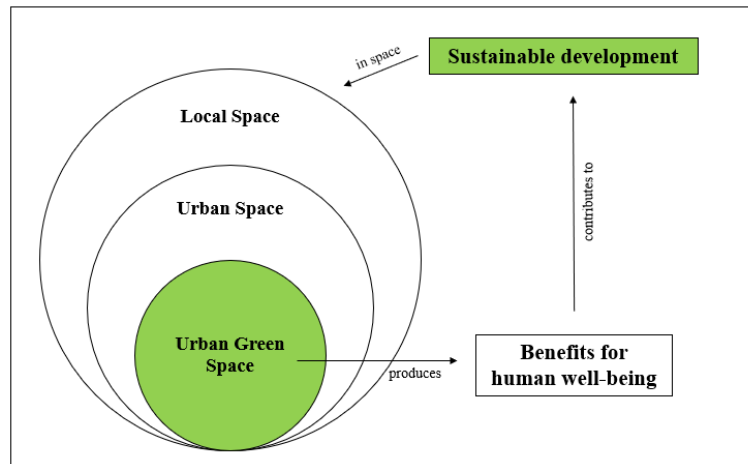 in space
Sustainable development
Local Space
Urban Space
contributes to
Urban Green
Space
produces
Benefits for
human well-being